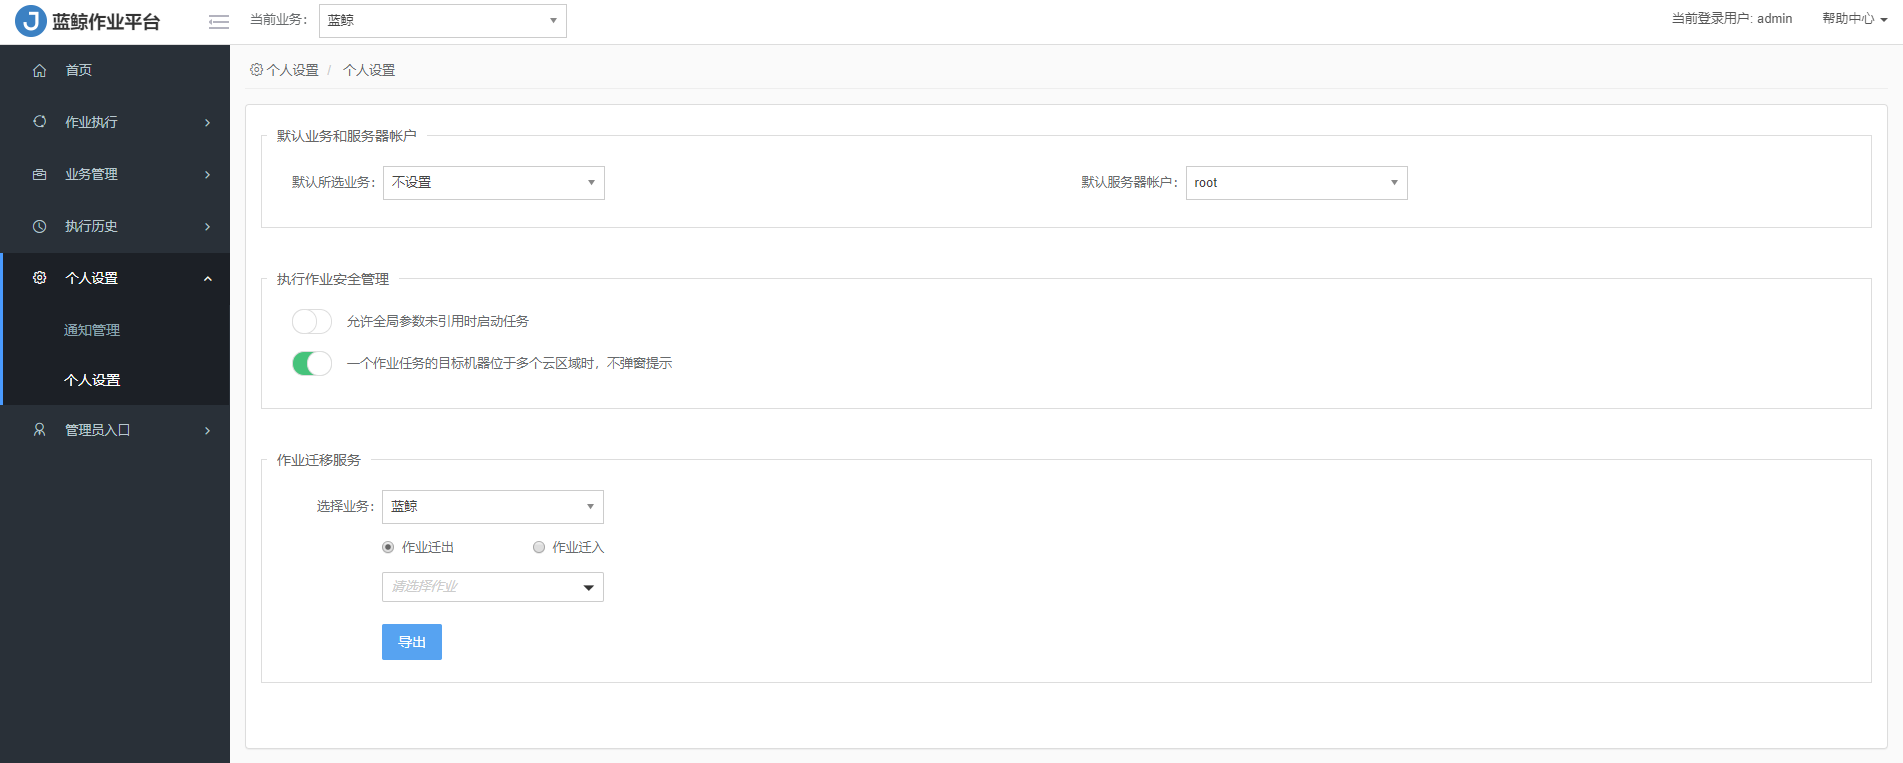 J 蓝鲸作业平台
当前业务: 蓝鲸
当前登录用户: admin
帮助中心
首页
作业执行
业务管理
执行历史
个人设置
通知管理
个人设置
管理员入口
个人设置 / 个人设置
默认业务和服务器帐户
默认所选业务: 不设置
默认服务器帐户: root
执行作业安全管理
允许全局参数未引用时启动任务
一个作业任务的目标机器位于多个云区域时，不弹窗提示
作业迁移服务
选择业务: 蓝鲸
作业迁出 作业迁入
请选择作业
导出